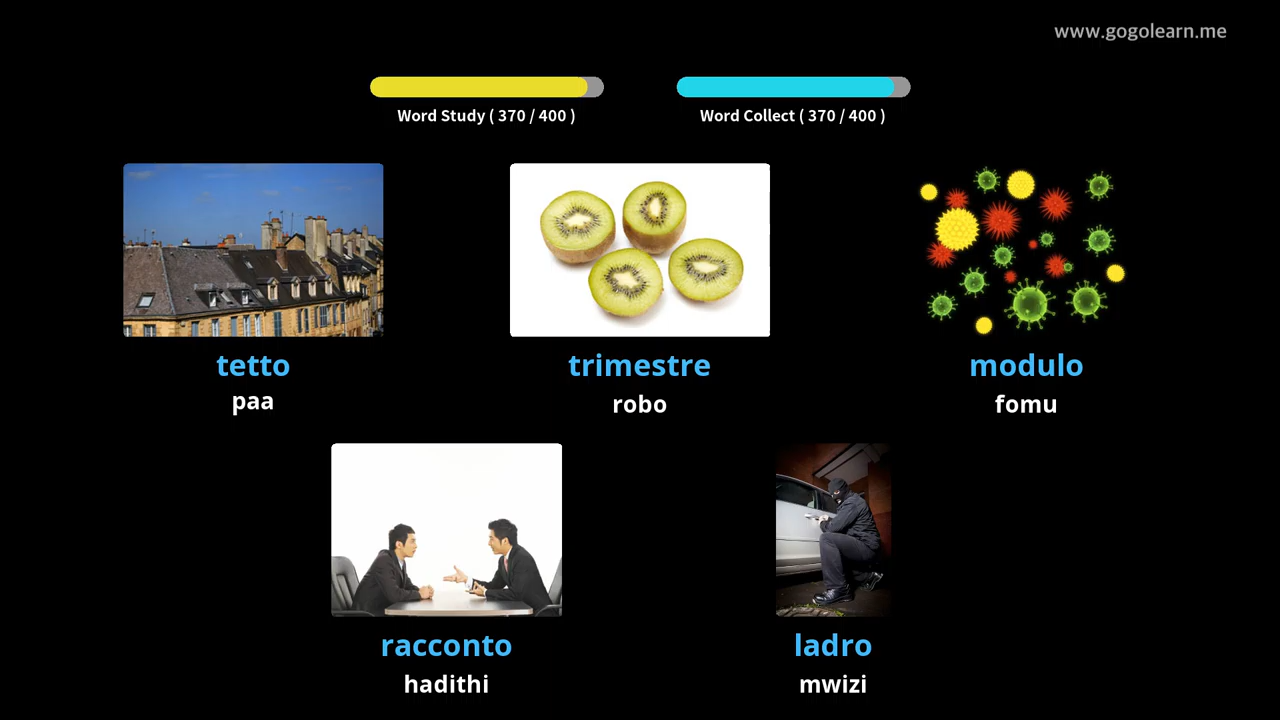 www.gogolearn.me
Word Study ( 370 / 400 )
Word Collect ( 370 / 400 )
tetto
paa
trimestre
robo
modulo
fomu
racconto
hadithi
ladro
mwizi